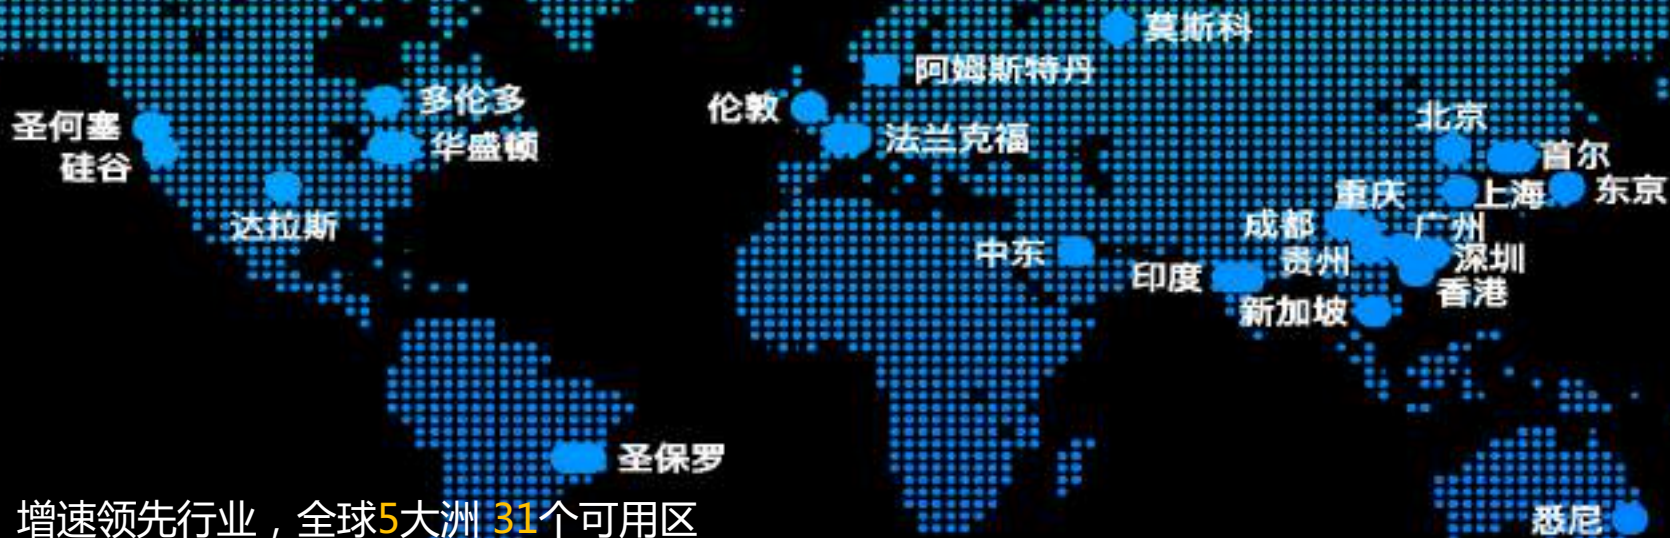 莫斯科
阿姆斯特丹
多伦多
伦敦
圣何塞
北京
华盛顿
法兰克福
硅谷
首尔
重庆
上海
东京
达拉斯
成都
广州
中东
贵州
深圳
印度
香港
新加坡
圣保罗
增速领先行业，全球5大洲 31个可用区
悉尼